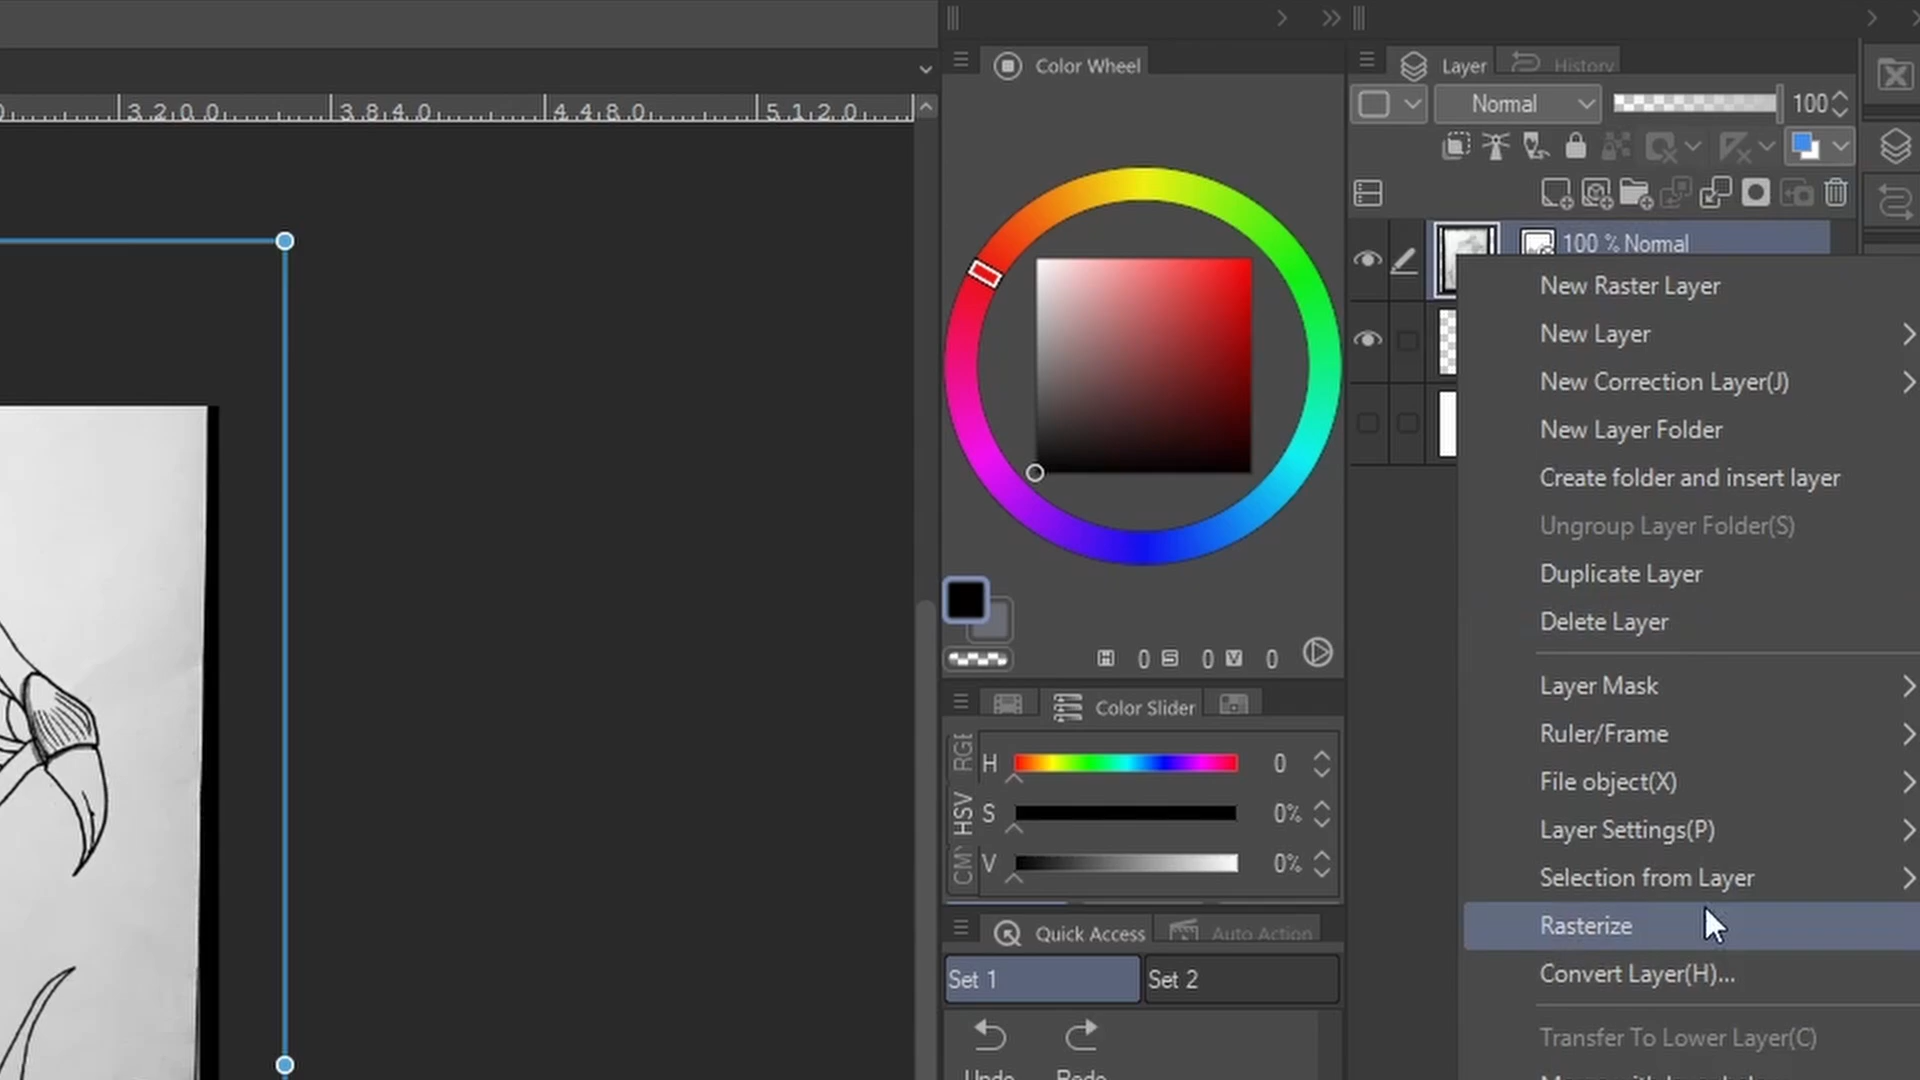 3200
3840
4480
5120
Color Wheel
H 0 S 0 V 0
Color Slider
RGB
HSV
H 0
S 0%
V 0%
Quick Access
Auto Action
Set 1
Set 2
Undo
Redo
Layer
History
Normal
100
100 % Normal
New Raster Layer
New Layer
New Correction Layer(J)
New Layer Folder
Create folder and insert layer
Ungroup Layer Folder(S)
Duplicate Layer
Delete Layer
Layer Mask
Ruler/Frame
File object(X)
Layer Settings(P)
Selection from Layer
Rasterize
Convert Layer(H)...
Transfer To Lower Layer(C)